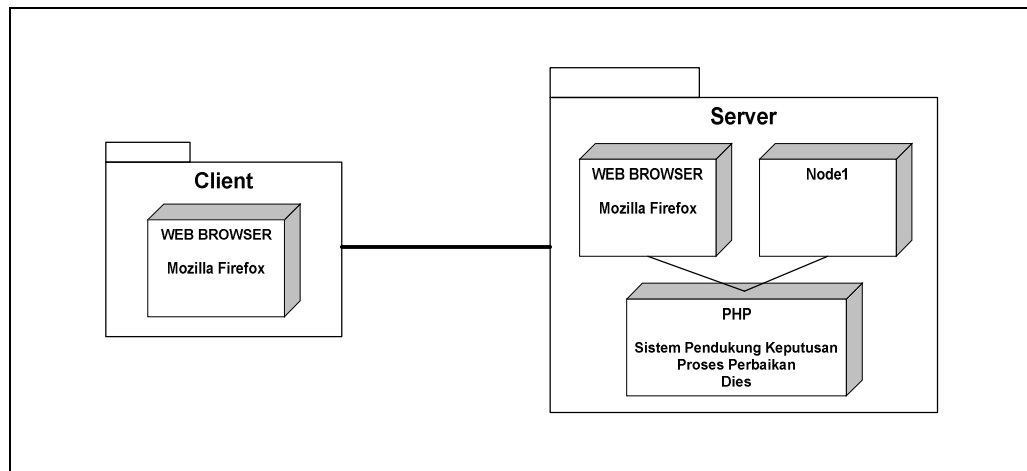 Client
WEB BROWSER
Mozilla Firefox
Server
WEB BROWSER
Mozilla Firefox
Node1
PHP
Sistem Pendukung Keputusan
Proses Perbaikan
Dies